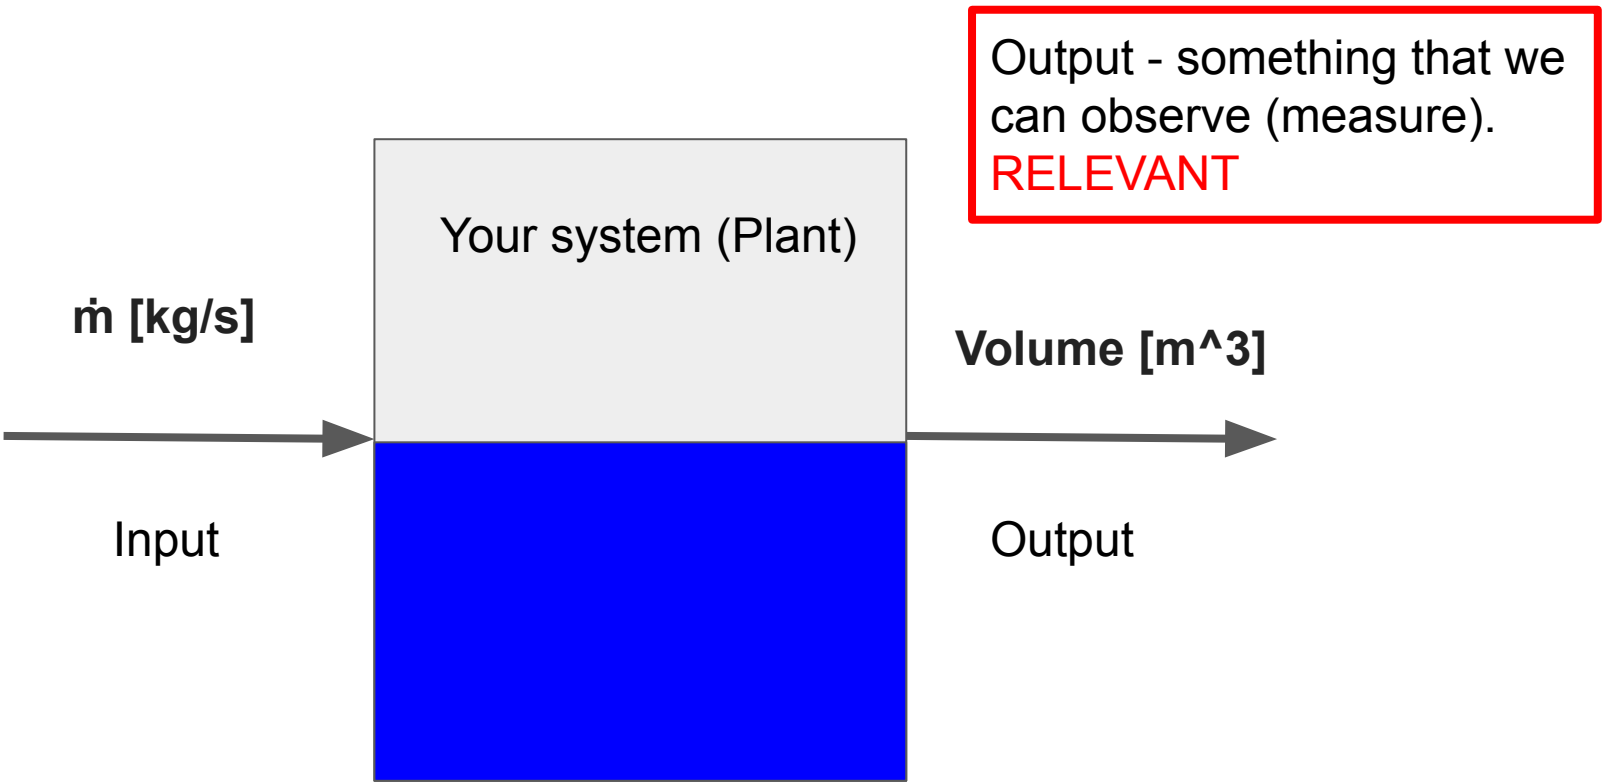 Output - something that we
can observe (measure).
RELEVANT
Your system (Plant)
ṁ [kg/s]
Volume [m^3]
Input
Output